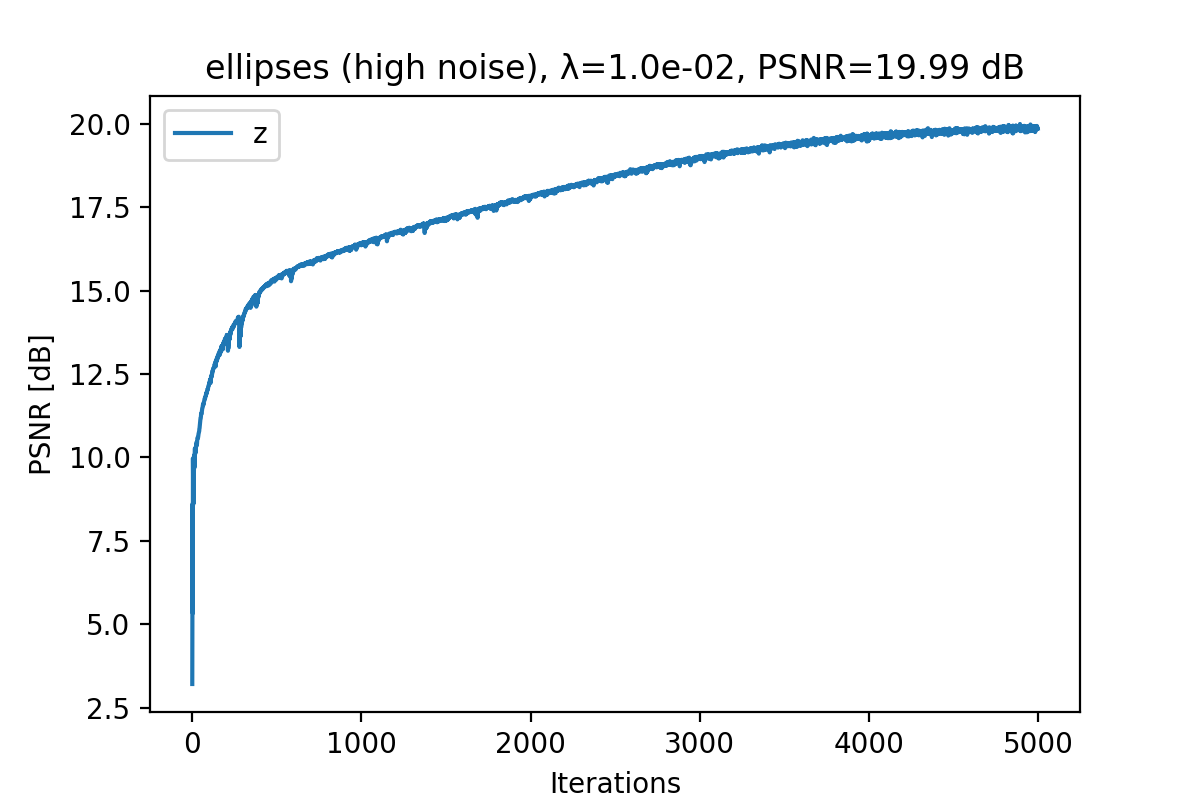 ellipses (high noise), λ=1.0e-02, PSNR=19.99 dB
z
PSNR [dB]
20.0
17.5
15.0
12.5
10.0
7.5
5.0
2.5
0 1000 2000 3000 4000 5000
Iterations